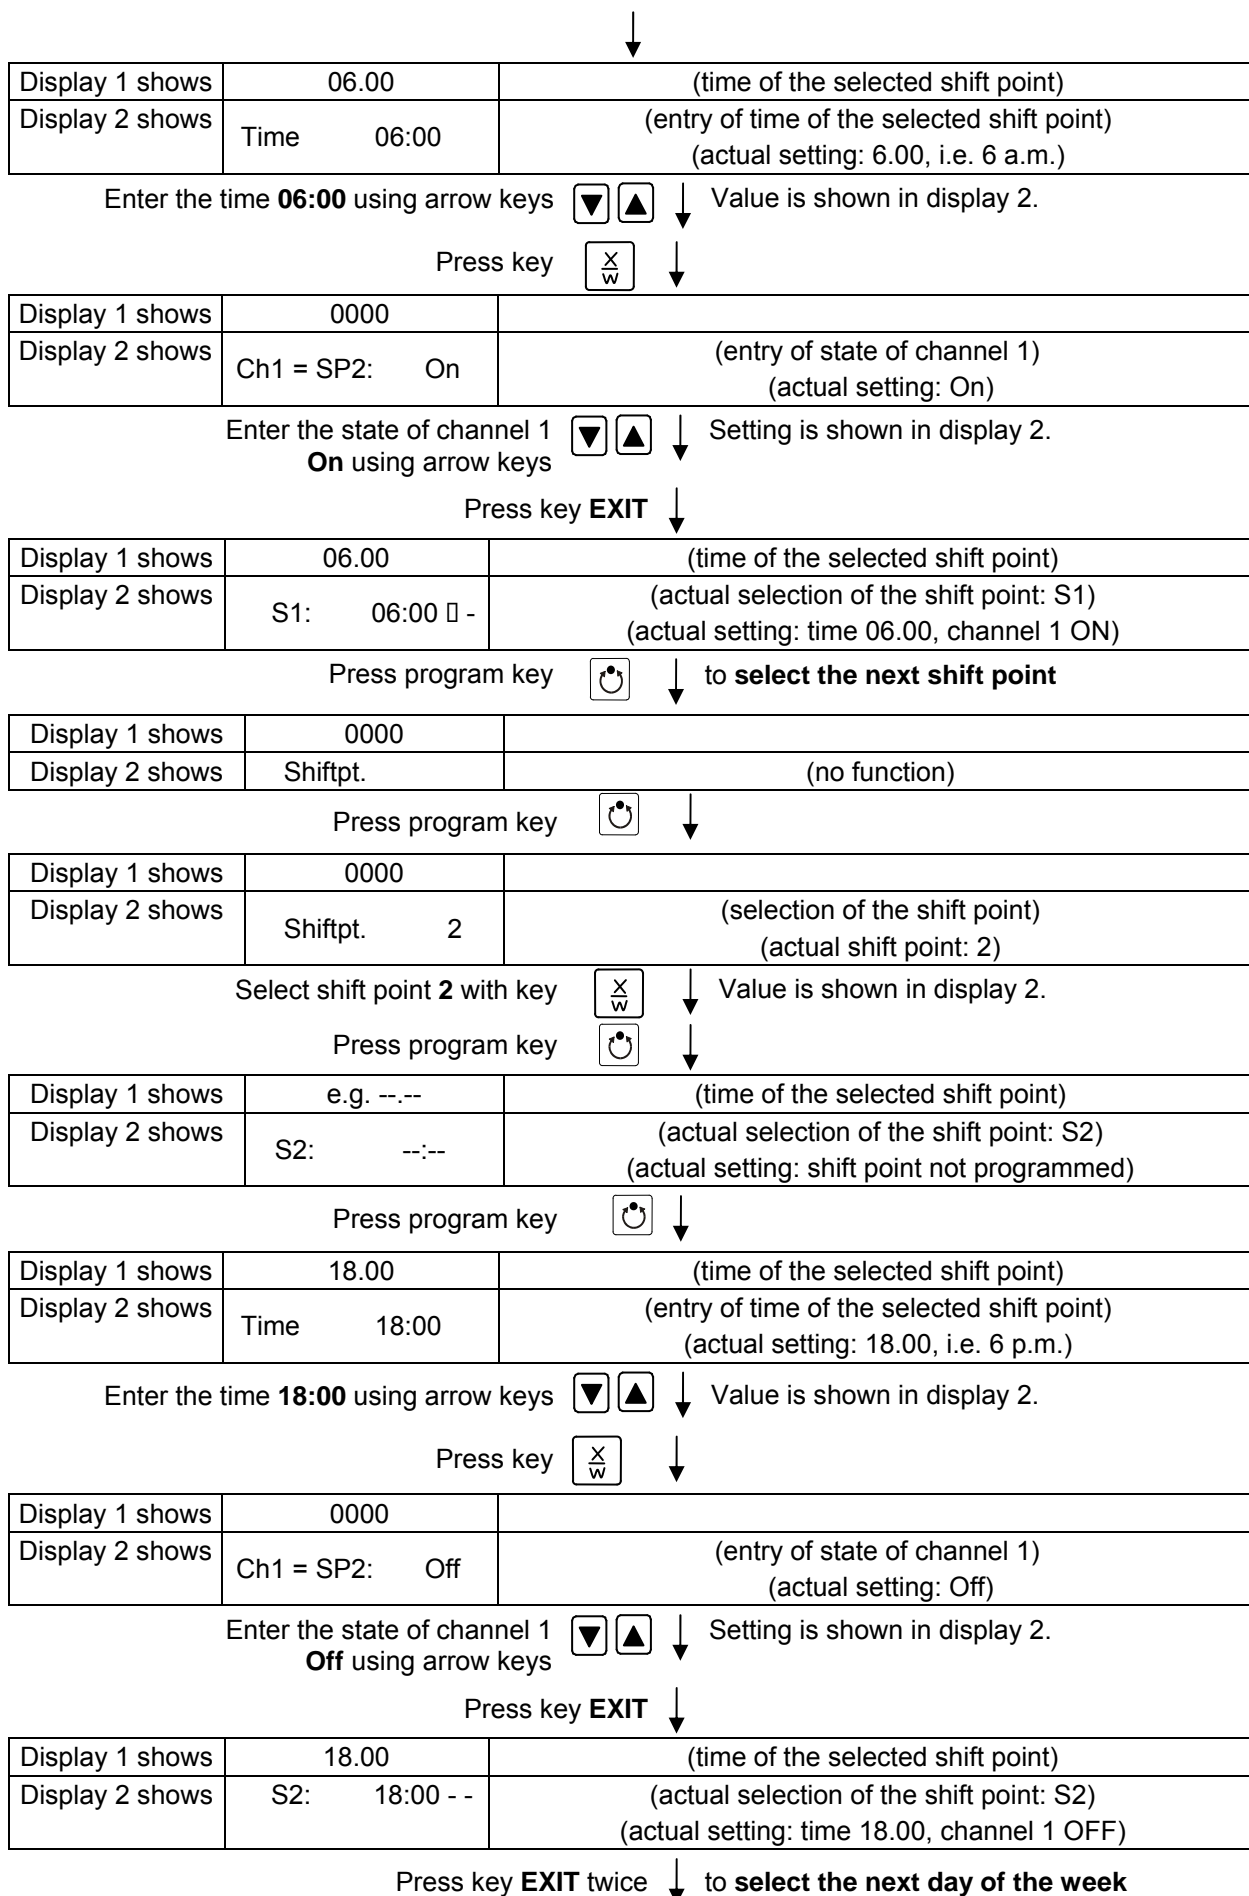 Display 1 shows 06.00 (time of the selected shift point)
Display 2 shows Time 06:00 (entry of time of the selected shift point)
(actual setting: 6.00, i.e. 6 a.m.)
Enter the time 06:00 using arrow keys ▼ ▲ Value is shown in display 2.
Press key X/W
Display 1 shows 0000
Display 2 shows Ch1 = SP2: On (entry of state of channel 1)
(actual setting: On)
Enter the state of channel 1 ▼ ▲ Setting is shown in display 2.
On using arrow keys
Press key EXIT
Display 1 shows 06.00 (time of the selected shift point)
Display 2 shows S1: 06:00 ▯ - (actual selection of the shift point: S1)
(actual setting: time 06.00, channel 1 ON)
Press program key to select the next shift point
Display 1 shows 0000
Display 2 shows Shiftpt. (no function)
Press program key
Display 1 shows 0000
Display 2 shows Shiftpt. 2 (selection of the shift point)
(actual shift point: 2)
Select shift point 2 with key X/W Value is shown in display 2.
Press program key
Display 1 shows e.g. --.-- (time of the selected shift point)
Display 2 shows S2: --:-- (actual selection of the shift point: S2)
(actual setting: shift point not programmed)
Press program key
Display 1 shows 18.00 (time of the selected shift point)
Display 2 shows Time 18:00 (entry of time of the selected shift point)
(actual setting: 18.00, i.e. 6 p.m.)
Enter the time 18:00 using arrow keys ▼ ▲ Value is shown in display 2.
Press key X/W
Display 1 shows 0000
Display 2 shows Ch1 = SP2: Off (entry of state of channel 1)
(actual setting: Off)
Enter the state of channel 1 ▼ ▲ Setting is shown in display 2.
Off using arrow keys
Press key EXIT
Display 1 shows 18.00 (time of the selected shift point)
Display 2 shows S2: 18:00 - - (actual selection of the shift point: S2)
(actual setting: time 18.00, channel 1 OFF)
Press key EXIT twice to select the next day of the week